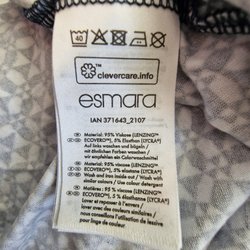 40
clevercare.info
esmara
IAN 371643_2107
Material: 95% Viskose (LENZING™
ECOVERO™), 5% Elasthan (LYCRA®)
Auf links waschen und bügeln /
mit ähnlichen Farben waschen /
wir empfehlen ein Colorwaschmittel
Material: 95% viscose (LENZING™
ECOVERO™), 5% elastane (LYCRA®)
Wash and iron inside out /
Wash with similar colours / Use colour detergent
Matières: 95 % viscose (LENZING™
ECOVERO™), 5 % élasthanne (LYCRA®)
Laver et repasser à l'envers / Laver
avec des couleurs similaires /
nous conseillons l'utilisation de lessive
pour linge de couleur